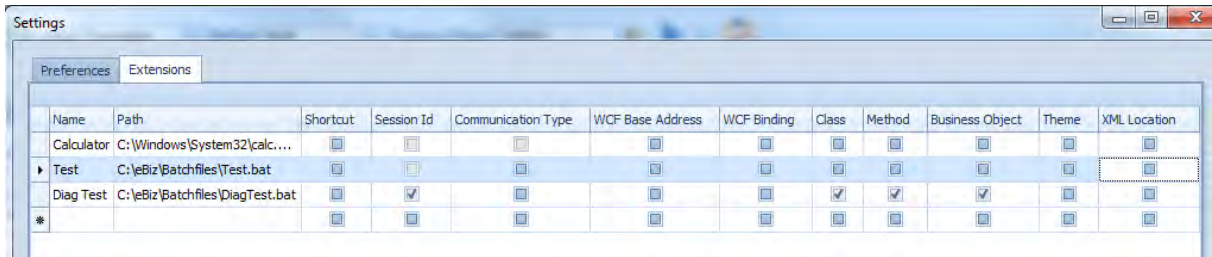 Settings
Preferences Extensions
Name Path Shortcut Session Id Communication Type WCF Base Address WCF Binding Class Method Business Object Theme XML Location
Calculator C:\Windows\System32\calc....
Test C:\eBiz\Batchfiles\Test.bat
Diag Test C:\eBiz\Batchfiles\DiagTest.bat